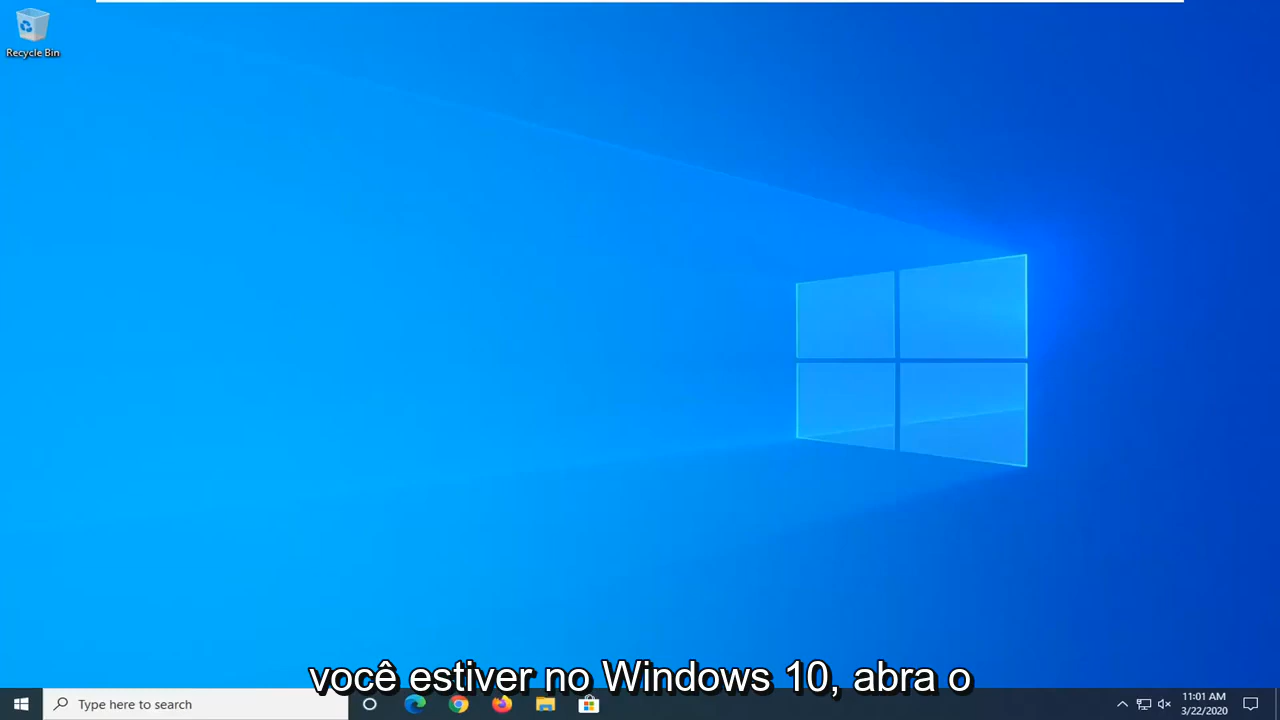 Recycle Bin
você estiver no Windows 10, abra o
Type here to search
11:01 AM
3/22/2020